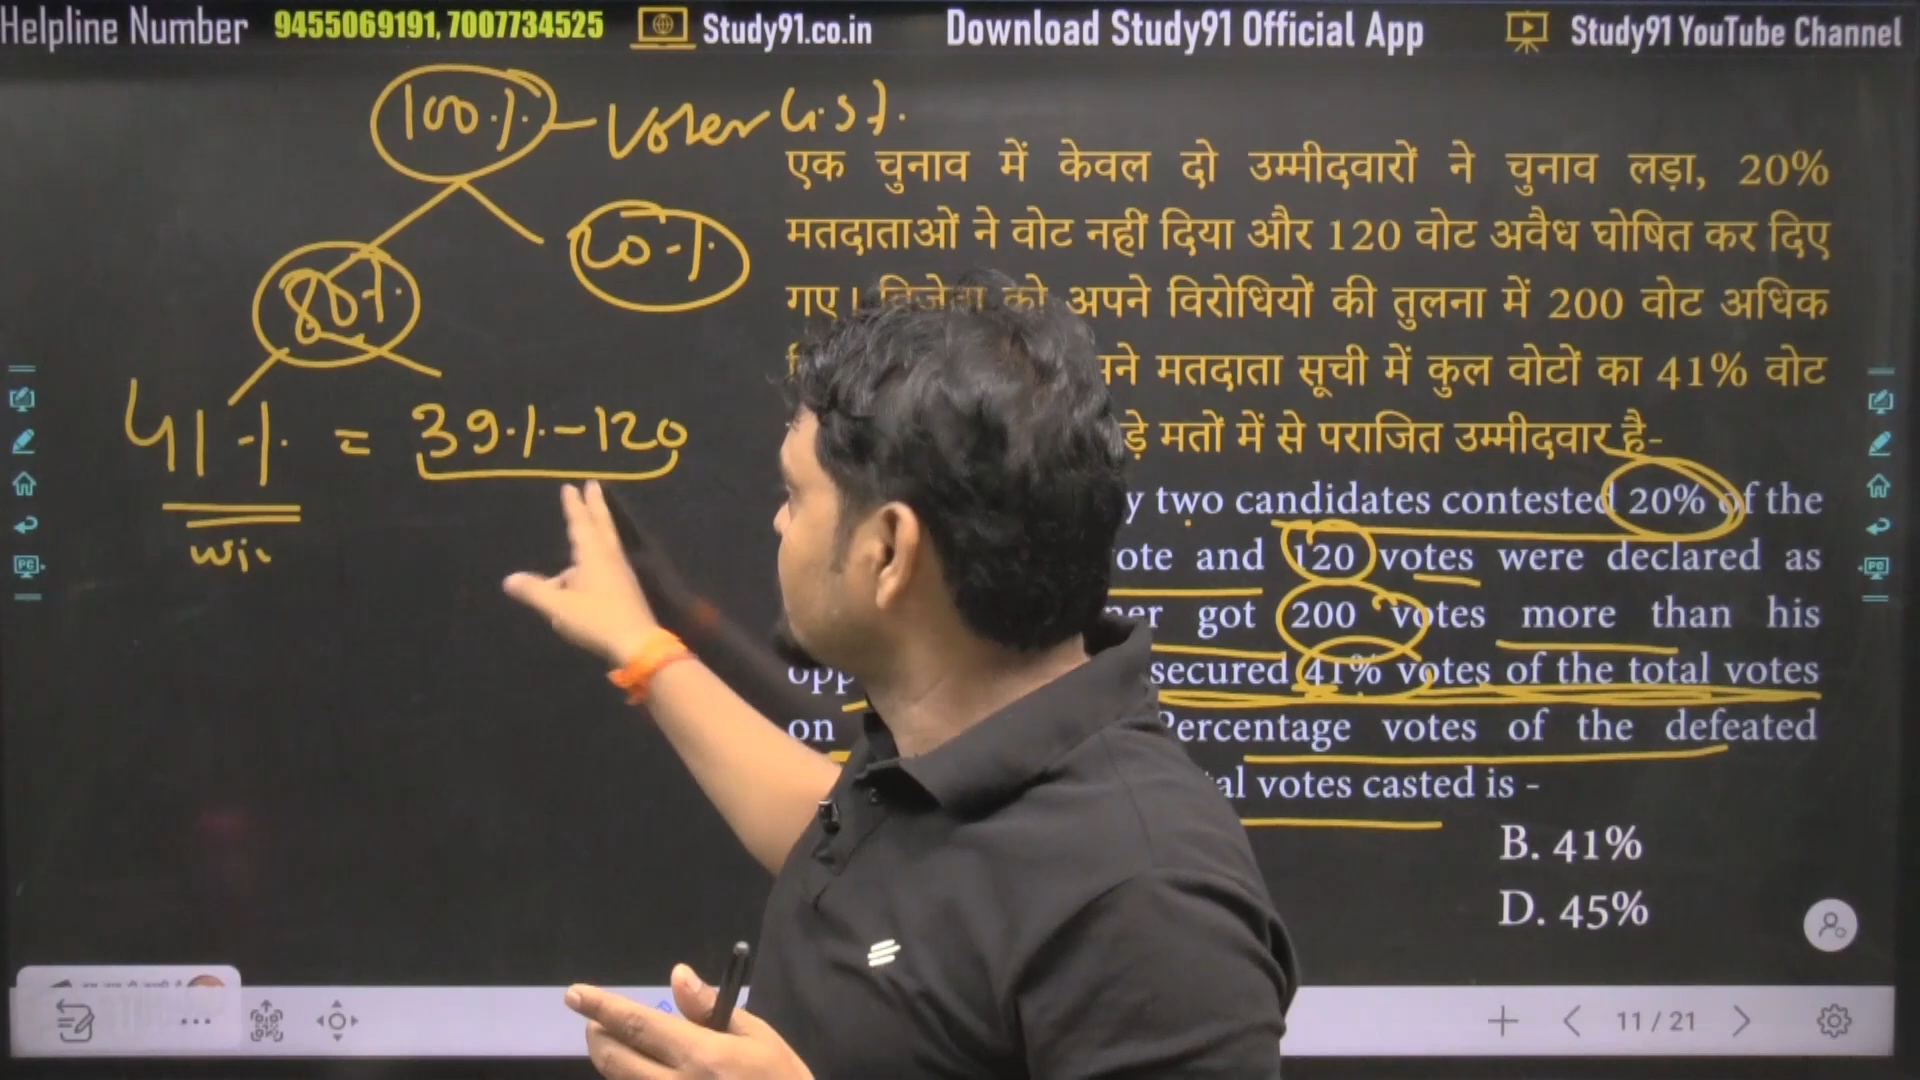 Helpline Number 9455069191, 7007734525 Study91.co.in Download Study91 Official App Study91 YouTube Channel
100% - Voter list.
80% 20%
41% = 39% - 120
win
एक चुनाव में केवल दो उम्मीदवारों ने चुनाव लड़ा, 20%
मतदाताओं ने वोट नहीं दिया और 120 वोट अवैध घोषित कर दिए
गए। विजेता को अपने विरोधियों की तुलना में 200 वोट अधिक
मतदाता सूची में कुल वोटों का 41% वोट
मतों में से पराजित उम्मीदवार है-
two candidates contested 20% of the
and 120 votes were declared as
got 200 votes more than his
secured 41% votes of the total votes
on Percentage votes of the defeated
votes casted is -
B. 41%
D. 45%
11 / 21